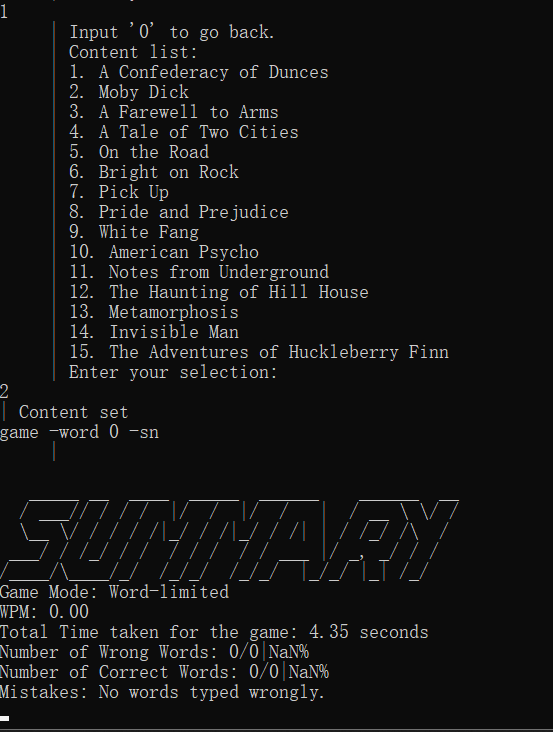 1
| Input '0' to go back.
| Content list:
| 1. A Confederacy of Dunces
| 2. Moby Dick
| 3. A Farewell to Arms
| 4. A Tale of Two Cities
| 5. On the Road
| 6. Bright on Rock
| 7. Pick Up
| 8. Pride and Prejudice
| 9. White Fang
| 10. American Psycho
| 11. Notes from Underground
| 12. The Haunting of Hill House
| 13. Metamorphosis
| 14. Invisible Man
| 15. The Adventures of Huckleberry Finn
| Enter your selection:
2
| Content set
game -word 0 -sn
|
SUMMARY
Game Mode: Word-limited
WPM: 0.00
Total Time taken for the game: 4.35 seconds
Number of Wrong Words: 0/0|NaN%
Number of Correct Words: 0/0|NaN%
Mistakes: No words typed wrongly.